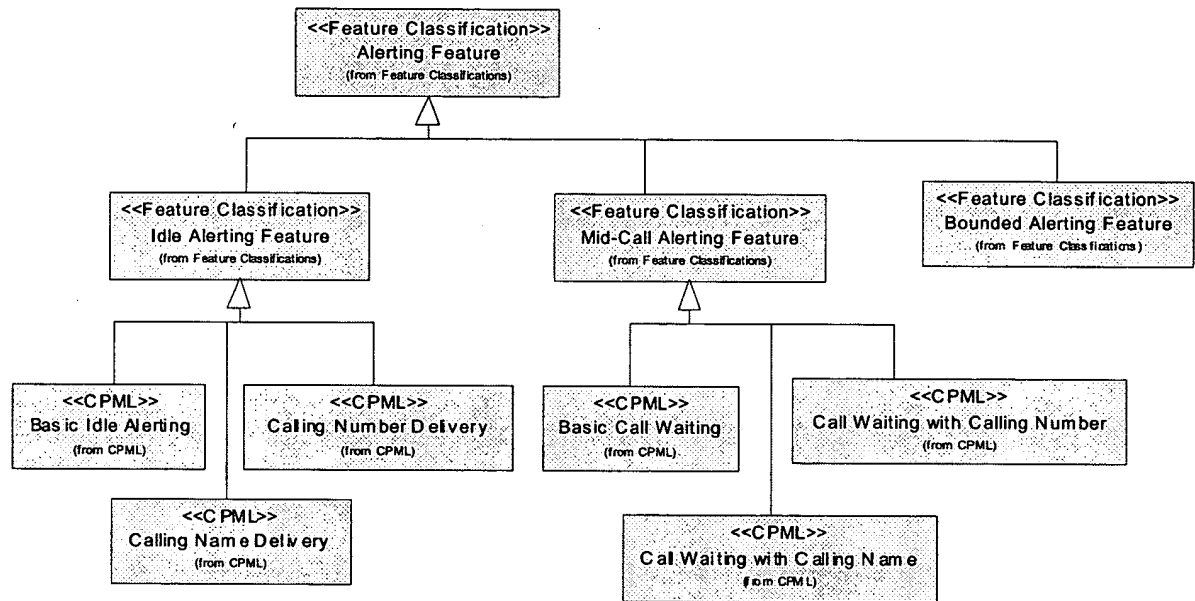 <<Feature Classification>>
Alerting Feature
(from Feature Classifications)
<<Feature Classification>>
Idle Alerting Feature
(from Feature Classifications)
<<Feature Classification>>
Mid-Call Alerting Feature
(from Feature Classifications)
<<Feature Classification>>
Bounded Alerting Feature
(from Feature Classifications)
<<CPML>>
Basic Idle Alerting
(from CPML)
<<CPML>>
Calling Number Delivery
(from CPML)
<<CPML>>
Basic Call Waiting
(from CPML)
<<CPML>>
Call Waiting with Calling Number
(from CPML)
<<CPML>>
Calling Name Delivery
(from CPML)
<<CPML>>
Call Waiting with Calling Name
(from CPML)